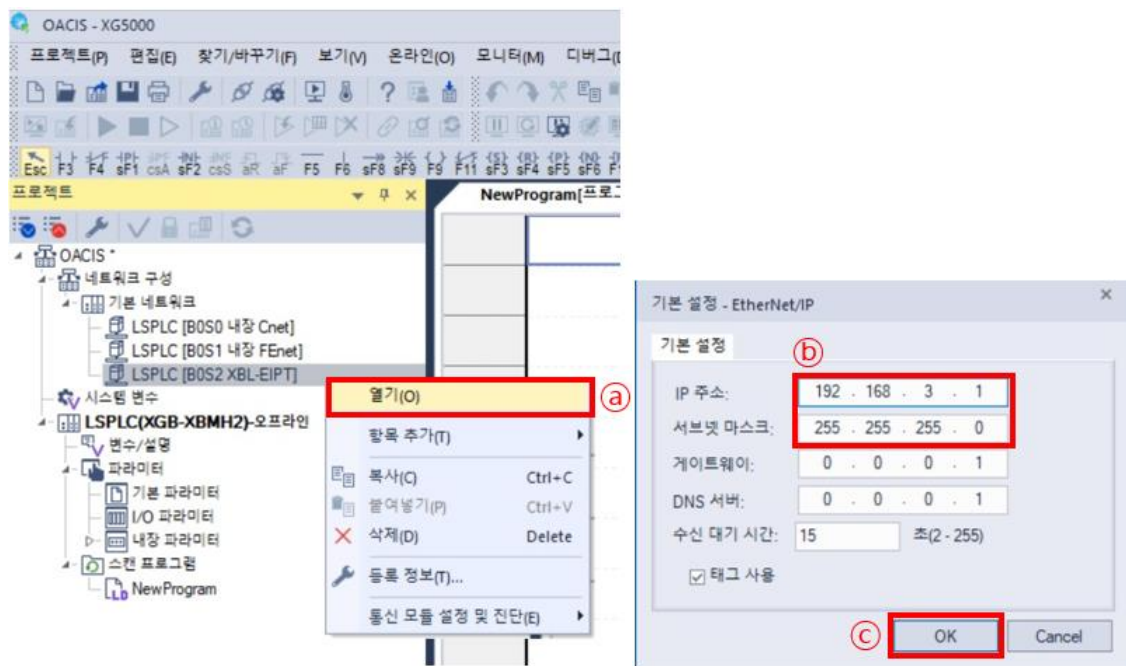 OACIS - XG5000
프로젝트(P) 편집(E) 찾기/바꾸기(F) 보기(V) 온라인(O) 모니터(M) 디버그(D
Esc F3 F4 sF1 csA sF2 csS aR aF F5 F6 sF8 sF9 F9 F11 sF3 sF4 sF5 sF6
프로젝트
NewProgram[프로그
OACIS *
네트워크 구성
기본 네트워크
LSPLC [B0S0 내장 Cnet]
LSPLC [B0S1 내장 FEnet]
LSPLC [B0S2 XBL-EIPT]
시스템 변수
LSPLC(XGB-XBMH2)-오프라인
변수/설명
파라미터
기본 파라미터
I/O 파라미터
내장 파라미터
스캔 프로그램
NewProgram
열기(O)
ⓐ
항목 추가(T)
복사(C) Ctrl+C
붙여넣기(P) Ctrl+V
삭제(D) Delete
등록 정보(T)...
통신 모듈 설정 및 진단(E)
기본 설정 - EtherNet/IP
기본 설정
ⓑ
IP 주소: 192 . 168 . 3 . 1
서브넷 마스크: 255 . 255 . 255 . 0
게이트웨이: 0 . 0 . 0 . 1
DNS 서버: 0 . 0 . 0 . 1
수신 대기 시간: 15 초(2 - 255)
태그 사용
ⓒ
OK Cancel